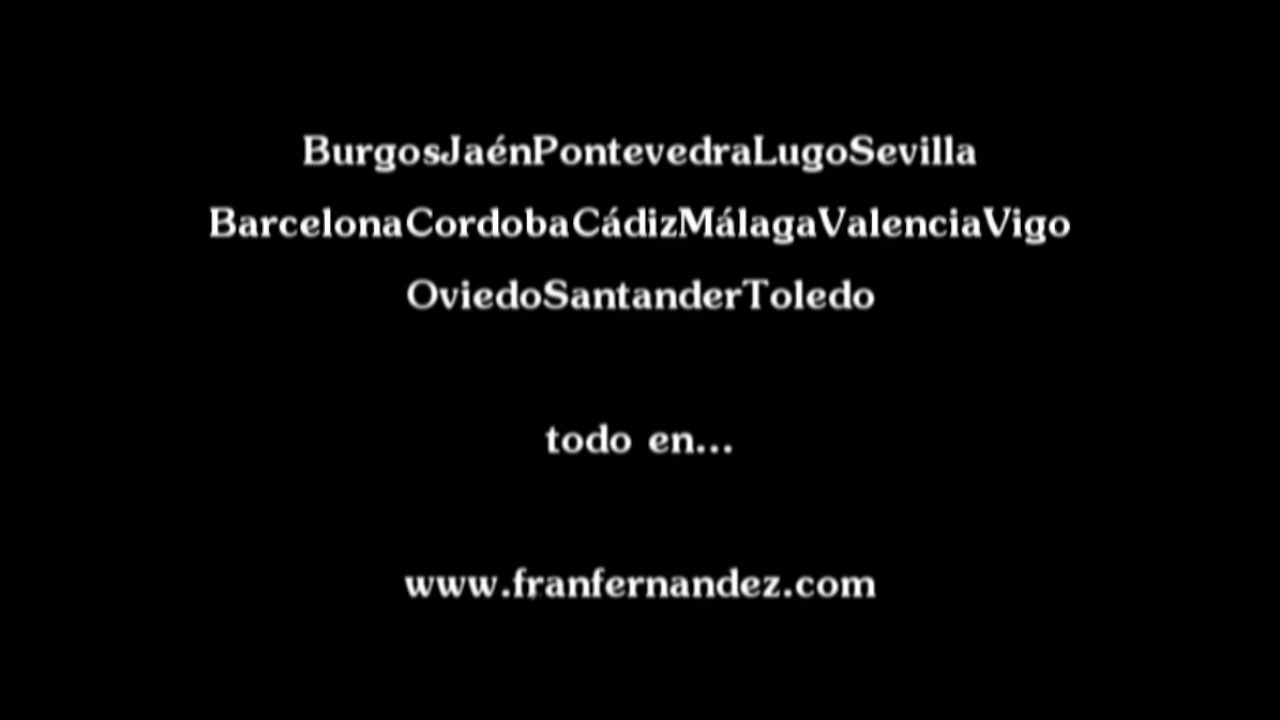 BurgosJaénPontevedraLugoSevilla
BarcelonaCordobaCádizMálagaValenciaVigo
OviedoSantanderToledo
todo en...
www.franfernandez.com